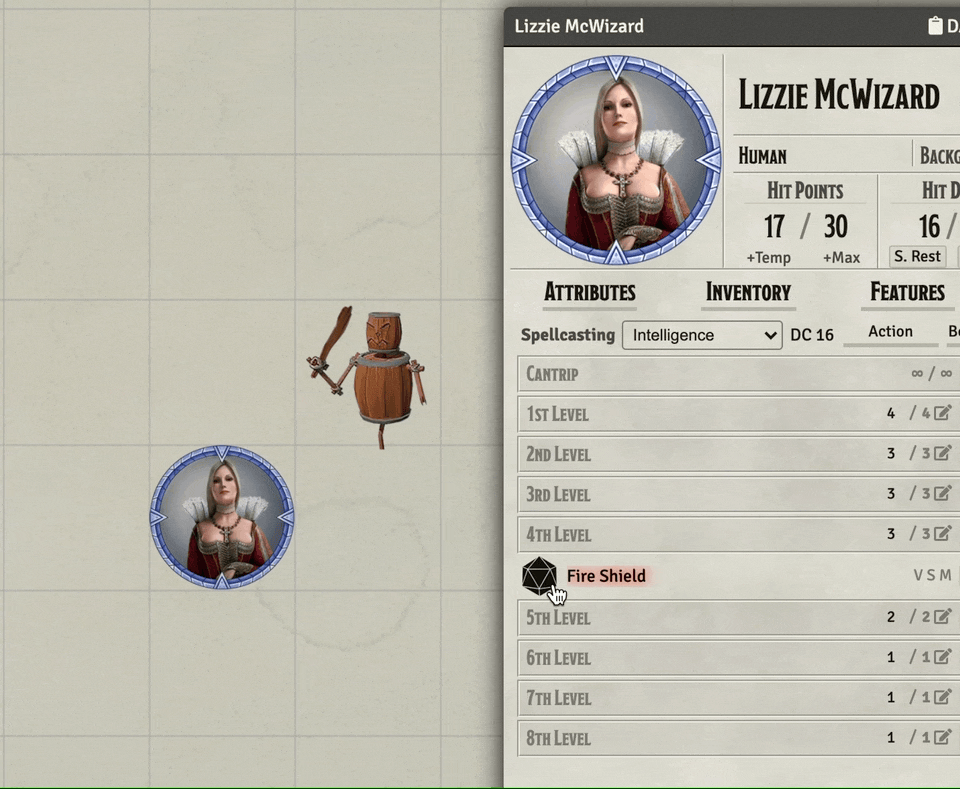 Lizzie McWizard
Lizzie McWizard
Human
Hit Points
17 / 30
16 /
+Temp +Max S. Rest
Attributes Inventory Features
Spellcasting Intelligence DC 16 Action
Cantrip ∞ / ∞
1st Level 4 / 4
2nd Level 3 / 3
3rd Level 3 / 3
4th Level 3 / 3
Fire Shield V S M
5th Level 2 / 2
6th Level 1 / 1
7th Level 1 / 1
8th Level 1 / 1